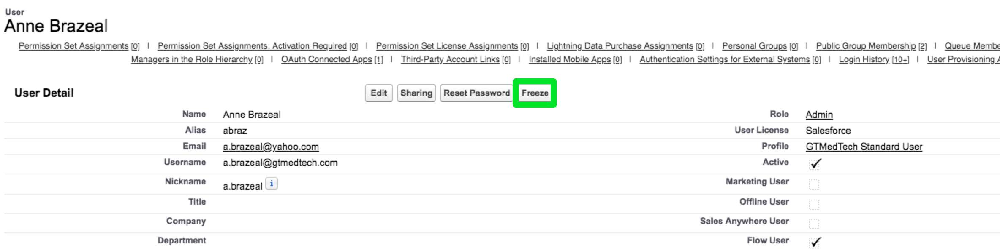 User
Anne Brazeal
Permission Set Assignments [0] | Permission Set Assignments: Activation Required [0] | Permission Set License Assignments [0] | Lightning Data Purchase Assignments [0] | Personal Groups [0] | Public Group Membership [2] | Queue Membe
Managers in the Role Hierarchy [0] | OAuth Connected Apps [1] | Third-Party Account Links [0] | Installed Mobile Apps [0] | Authentication Settings for External Systems [0] | Login History [10+] | User Provisioning A
User Detail Edit Sharing Reset Password Freeze
Name Anne Brazeal Role Admin
Alias abraz User License Salesforce
Email a.brazeal@yahoo.com Profile GTMedTech Standard User
Username a.brazeal@gtmedtech.com Active ✓
Nickname a.brazeal i Marketing User
Title Offline User
Company Sales Anywhere User
Department Flow User ✓